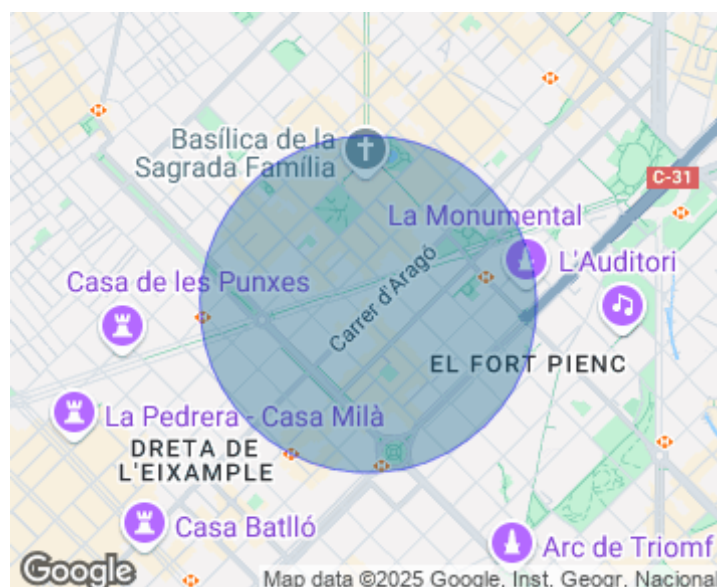 Basílica de la
Sagrada Família
C-31
La Monumental
L'Auditori
Casa de les Punxes
Carrer d'Aragó
EL FORT PIENC
La Pedrera - Casa Milà
DRETA DE
L'EIXAMPLE
Casa Batlló
Arc de Triomf
Google
Map data ©2025 Google, Inst. Geogr. Nacional